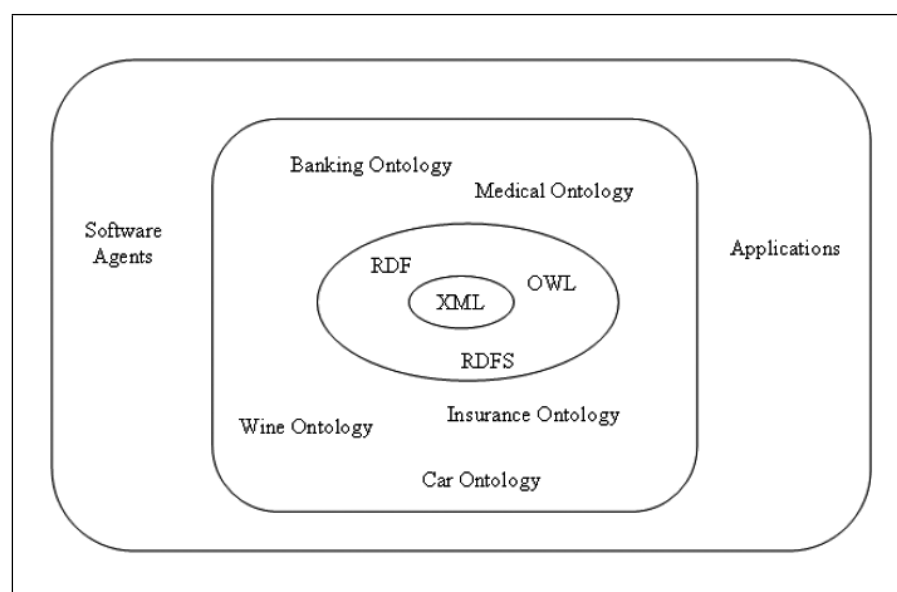 Banking Ontology
Medical Ontology
Software
Agents
Applications
RDF
OWL
XML
RDFS
Insurance Ontology
Wine Ontology
Car Ontology